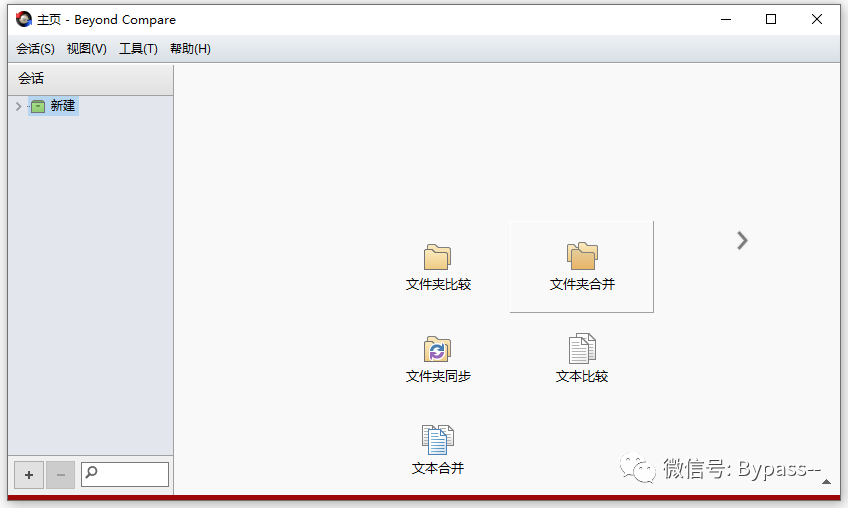 主页 - Beyond Compare
会话(S) 视图(V) 工具(T) 帮助(H)
会话
新建
文件夹比较 文件夹合并
文件夹同步 文本比较
文本合并
微信号: Bypass--